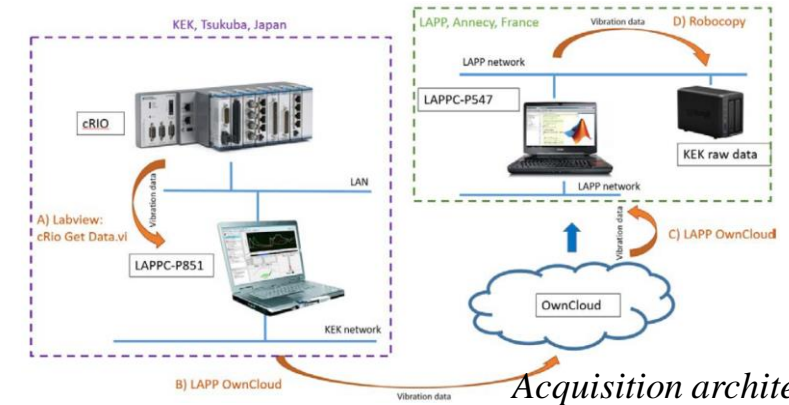 KEK, Tsukuba, Japan
cRIO
LAN
Vibration data
A) Labview:
cRio Get Data.vi
LAPPC-P851
KEK network
B) LAPP OwnCloud
Vibration data
LAPP, Annecy, France
Vibration data
D) Robocopy
LAPP network
LAPPC-P547
KEK raw data
LAPP network
Vibration data
C) LAPP OwnCloud
OwnCloud
Acquisition archite